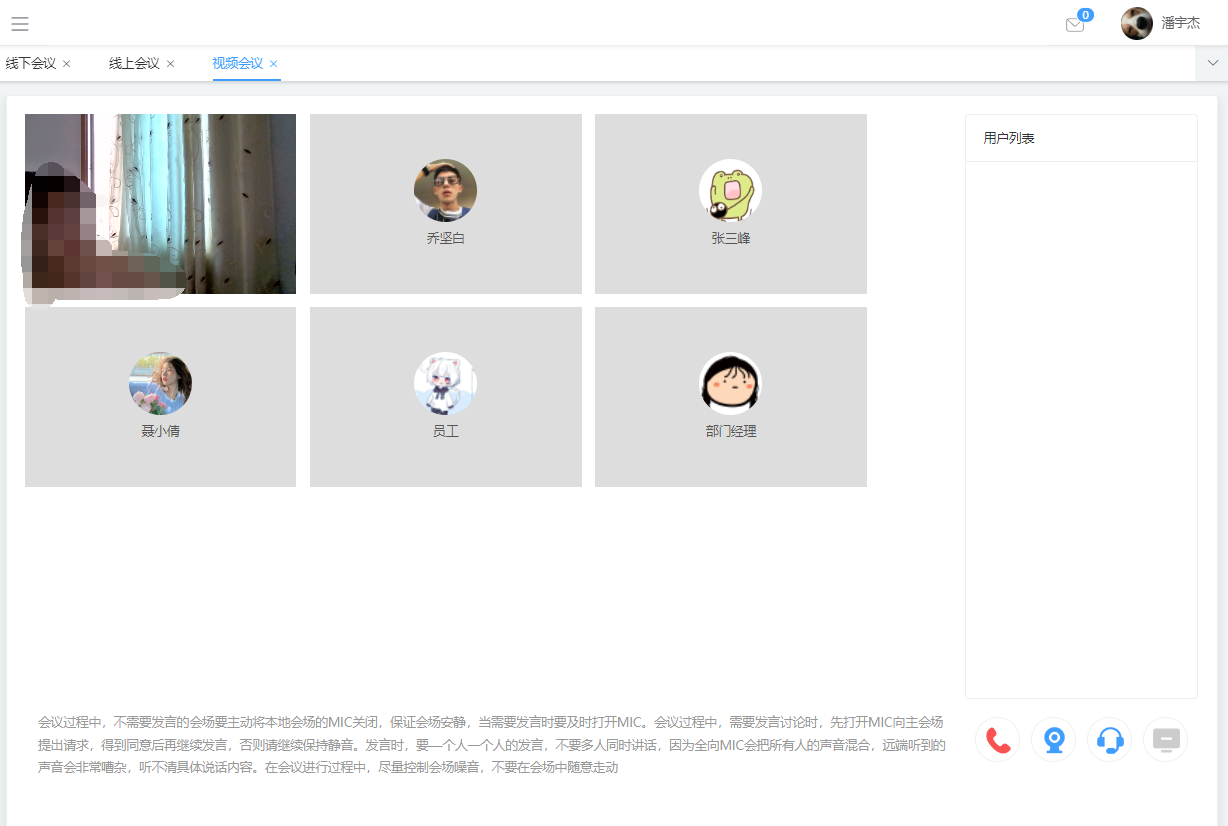 0
潘宇杰
线下会议 ×
线上会议 ×
视频会议 ×
用户列表
乔坚白
张三峰
聂小倩
员工
部门经理
会议过程中，不需要发言的会场要主动将本地会场的MIC关闭，保证会场安静，当需要发言时要及时打开MIC。会议过程中，需要发言讨论时，先打开MIC向主会场
提出请求，得到同意后再继续发言，否则请继续保持静音。发言时，要一个人一个人的发言，不要多人同时讲话，因为全向MIC会把所有人的声音混合，远端听到的
声音会非常嘈杂，听不清具体说话内容。在会议进行过程中，尽量控制会场噪音，不要在会场中随意走动